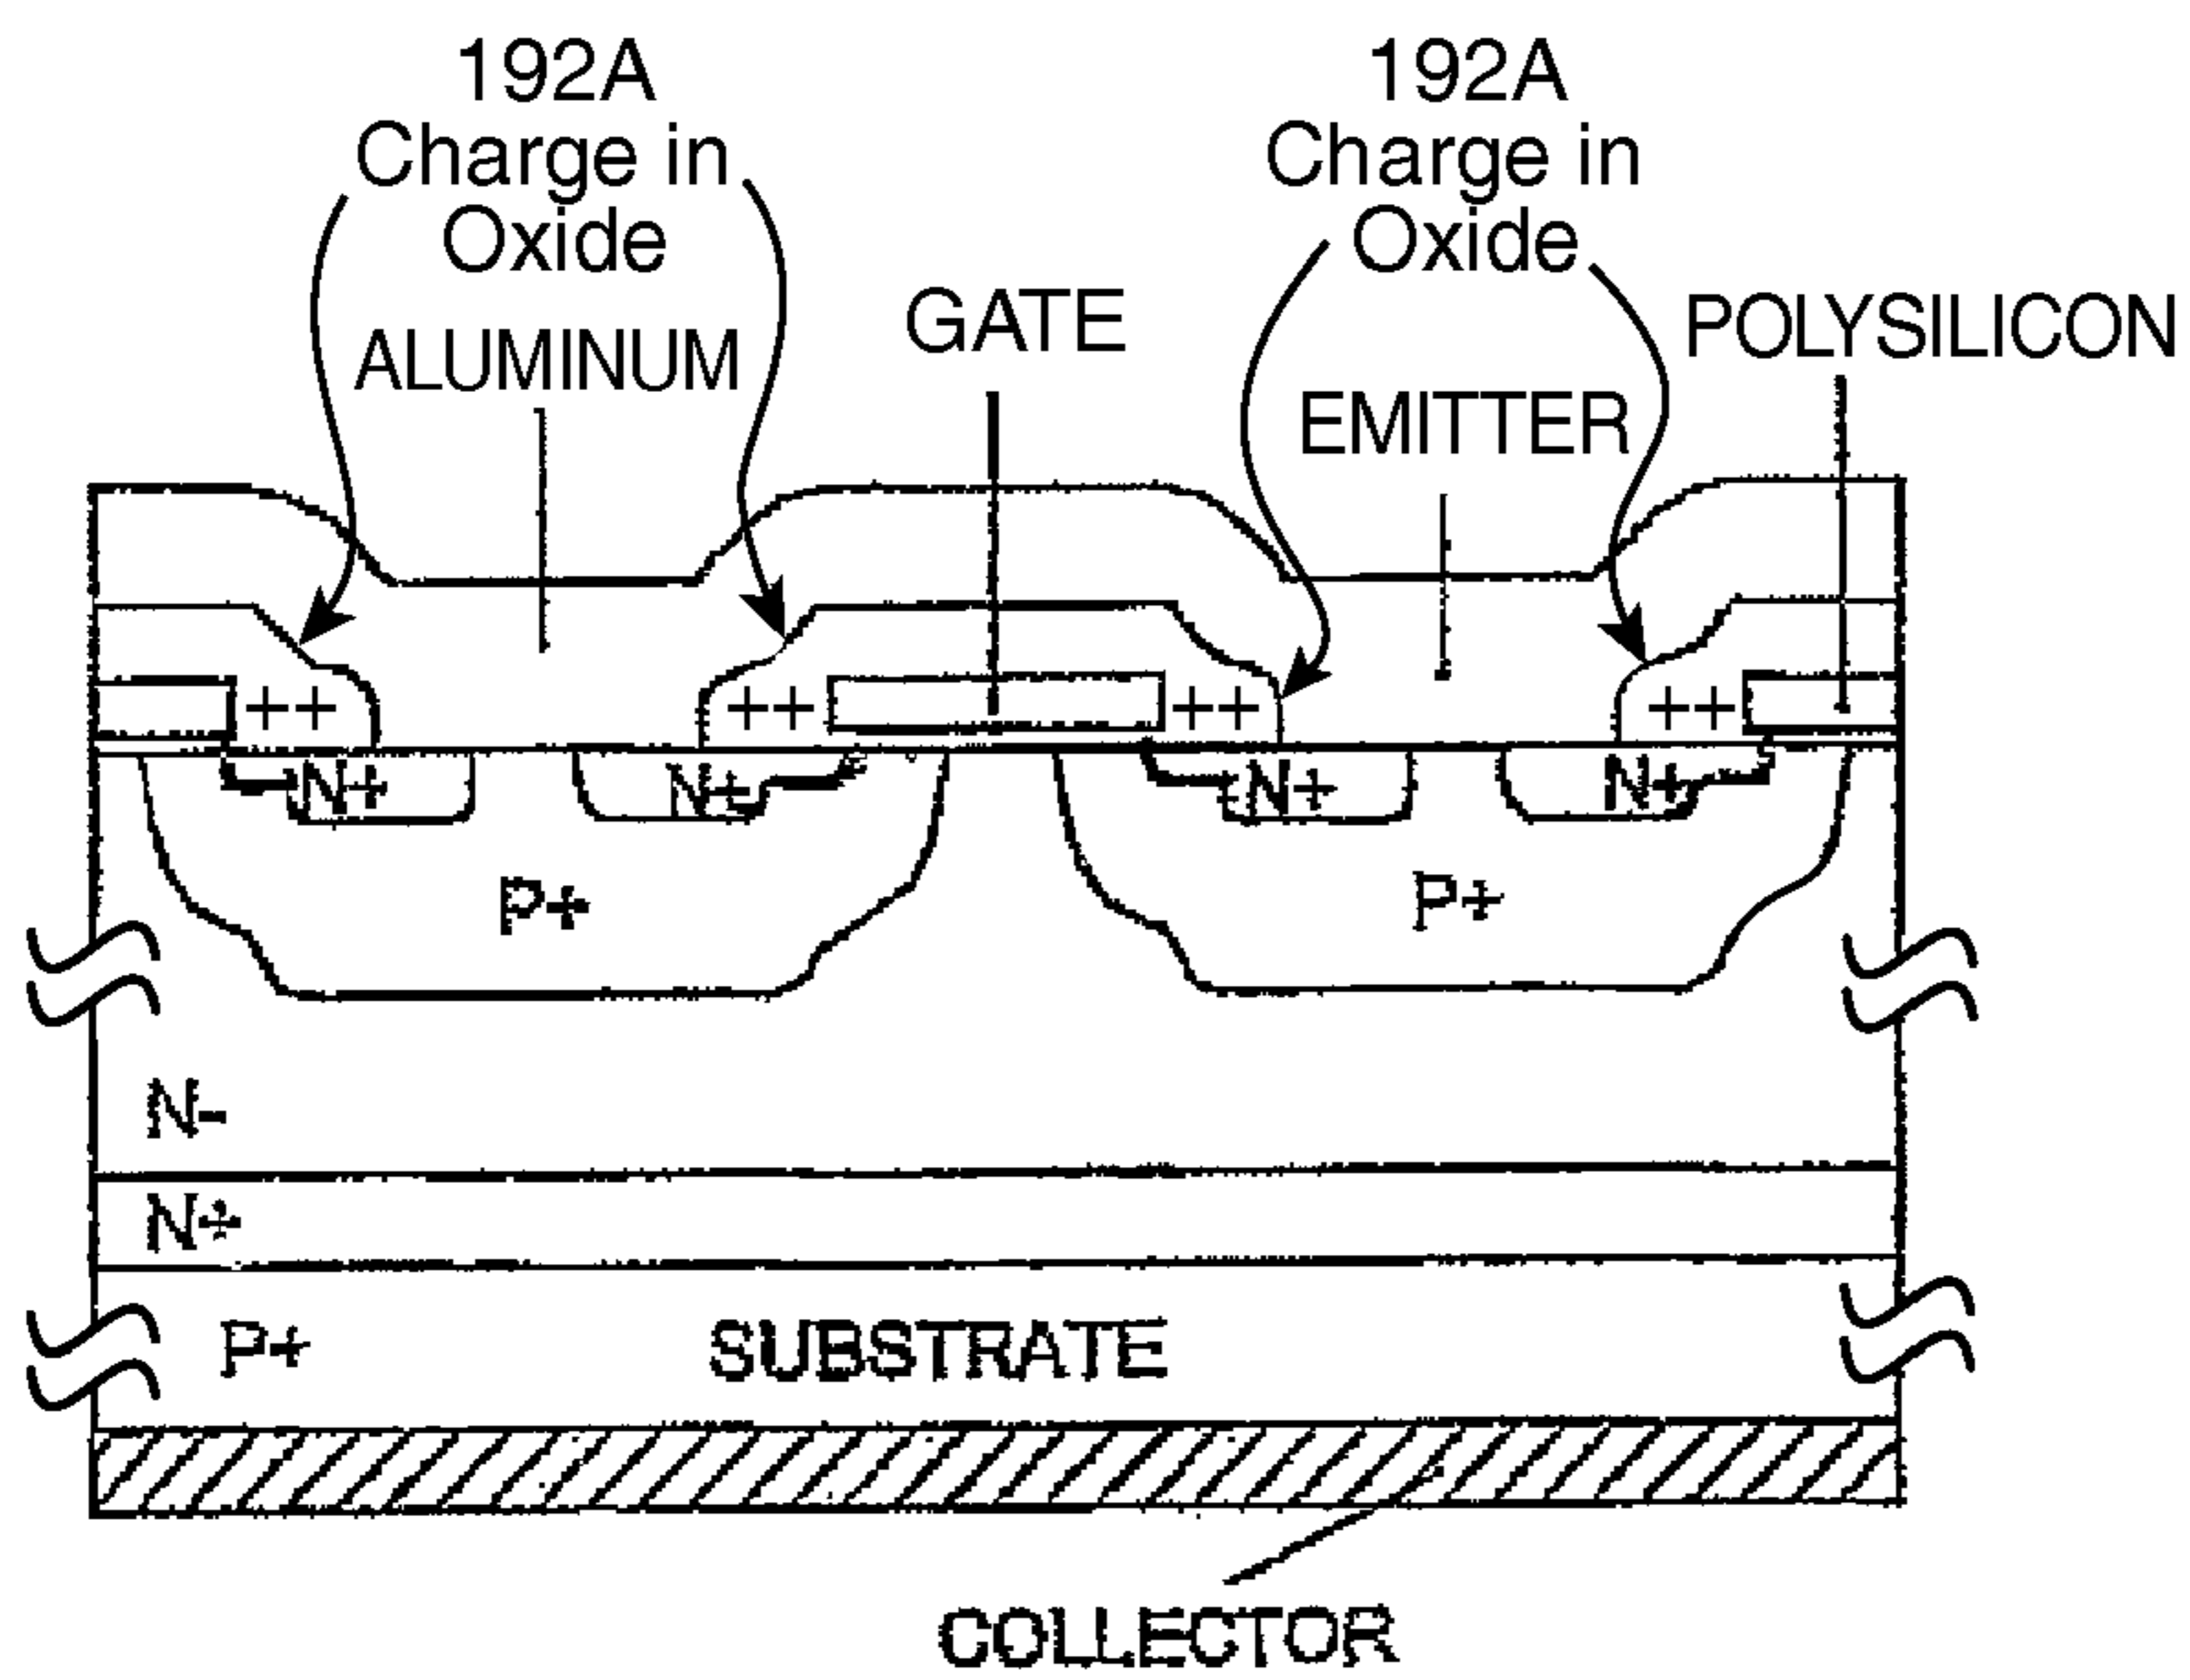 192A
Charge in
Oxide
192A
Charge in
Oxide
GATE
POLYSILICON
ALUMINUM
EMITTER
++
++
++
++
N+
N+
N+
N+
P+
P+
N-
N+
P+
SUBSTRATE
COLLECTOR